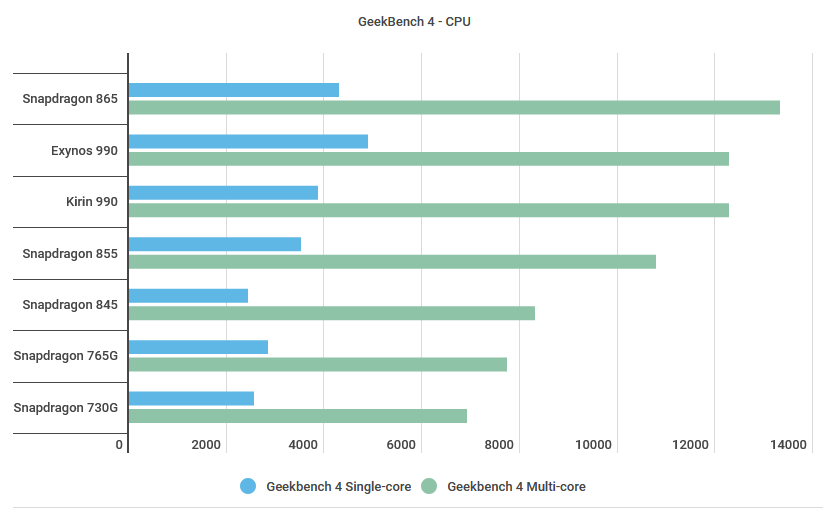 GeekBench 4 - CPU
Snapdragon 865
Exynos 990
Kirin 990
Snapdragon 855
Snapdragon 845
Snapdragon 765G
Snapdragon 730G
0 2000 4000 6000 8000 10000 12000 14000
Geekbench 4 Single-core Geekbench 4 Multi-core